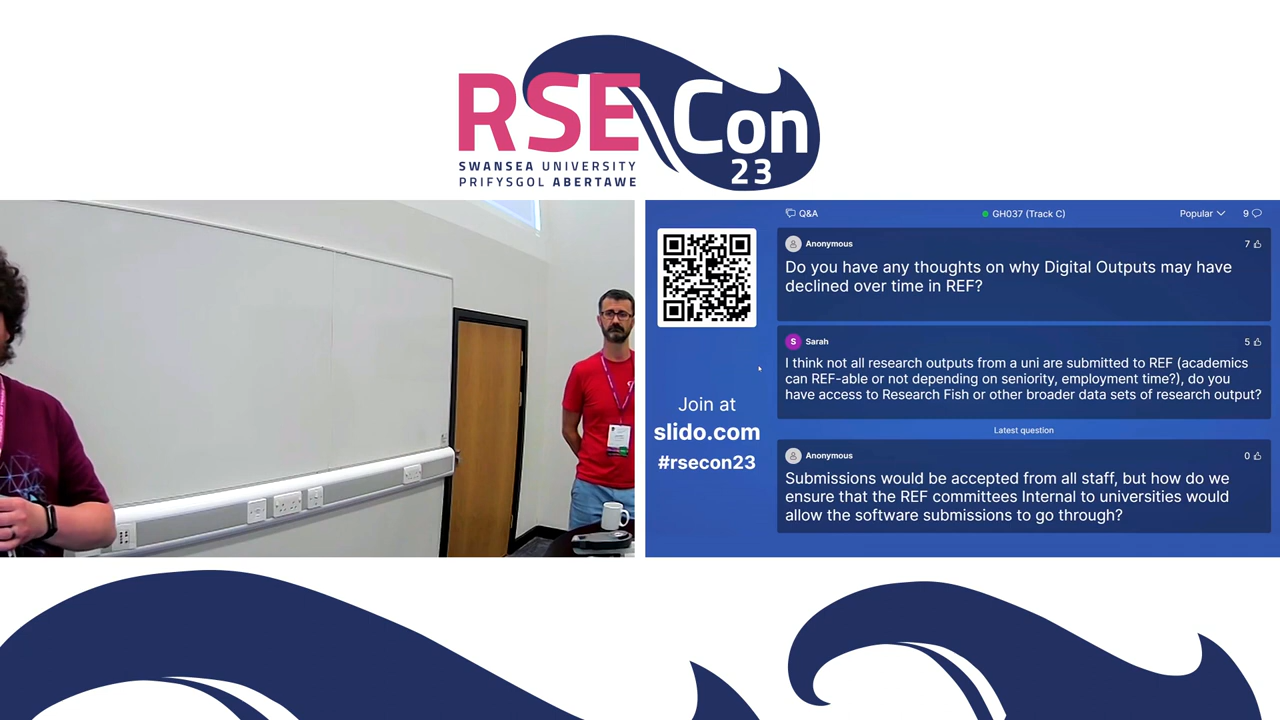 RSE Con
23
SWANSEA UNIVERSITY
PRIFYSGOL ABERTAWE
Q&A
GH037 (Track C)
Popular
9
Anonymous
7
Do you have any thoughts on why Digital Outputs may have
declined over time in REF?
S
Sarah
5
I think not all research outputs from a uni are submitted to REF (academics
can REF-able or not depending on seniority, employment time?), do you
have access to Research Fish or other broader data sets of research output?
Join at
slido.com
#rsecon23
Latest question
Anonymous
0
Submissions would be accepted from all staff, but how do we
ensure that the REF committees Internal to universities would
allow the software submissions to go through?